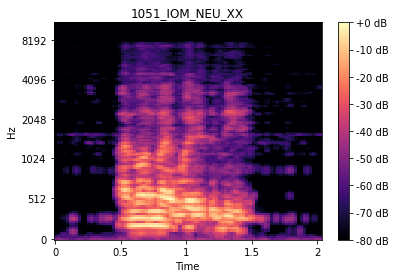 1051_IOM_NEU_XX
+0 dB
8192
-10 dB
4096
-20 dB
-30 dB
2048
Hz
-40 dB
1024
-50 dB
512
-60 dB
-70 dB
0
-80 dB
0
0.5
1
1.5
2
Time